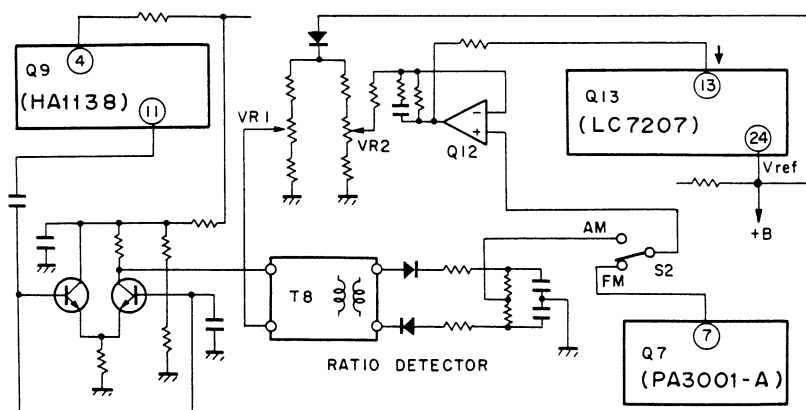 4
Q9
(HA1138)
11
VR1
VR2
−
+
Q12
13
Q13
(LC7207)
24
Vref
+B
AM
FM
S2
T8
RATIO DETECTOR
7
Q7
(PA3001-A)